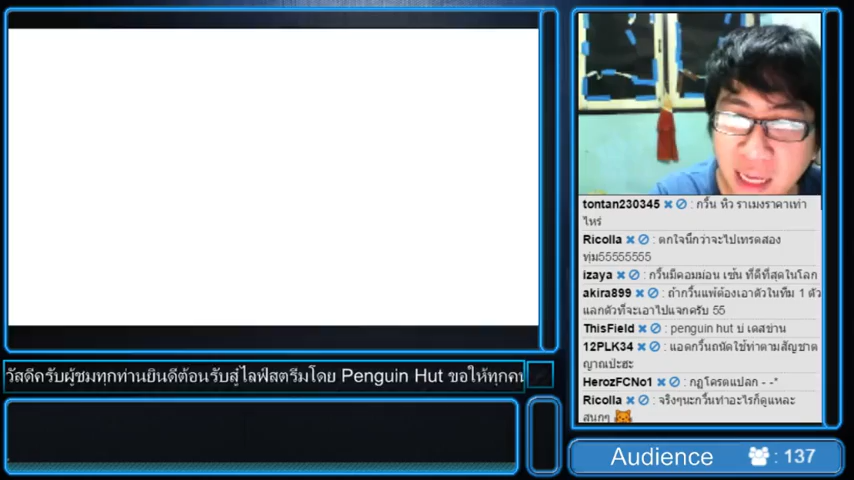 tontan230345 : กวิ้น หิว ราเมงราคาเท่า
ไหร่
Ricolla : ตกใจนึกว่าจะไปเทรดสอง
ทุ่ม55555555
izaya : กวิ้นมีคอมม่อน เซ้น ที่ดีที่สุดในโลก
akira899 : ถ้ากวิ้นแพ้ต้องเอาตัวในทีม 1 ตัว
แลกตัวที่จะเอาไปแจกครับ 55
ThisField : penguin hut บ่ เดสข่าน
12PLK34 : แอดกวิ้นถนัดใช้ท่าตามสัญชาต
ญาณป่ะฮะ
HerozFCNo1 : กฏโครตแปลก - -"
Ricolla : จริงๆนะกวิ้นทำอะไรก็ดูแหละ
สนุกๆ
วัสดีครับผู้ชมทุกท่านยินดีต้อนรับสู่ไลฟ์สตรีมโดย Penguin Hut ขอให้ทุกคน
Audience : 137